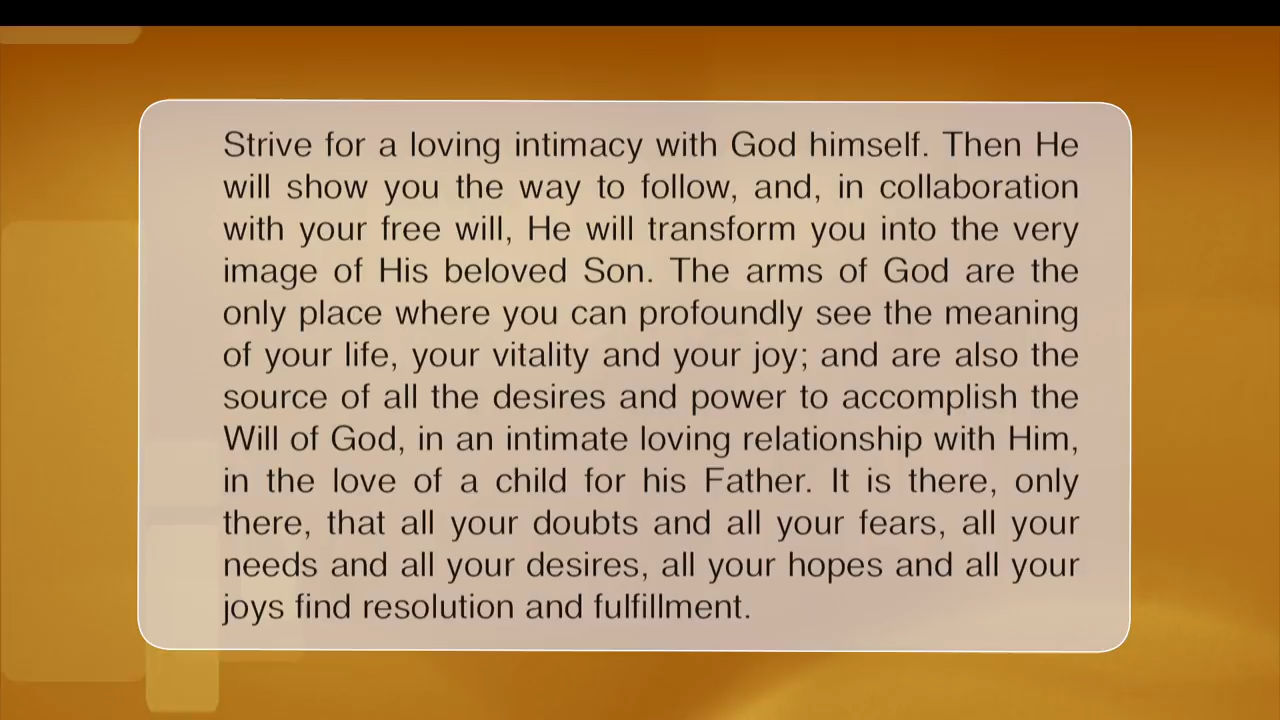 Strive for a loving intimacy with God himself. Then He
will show you the way to follow, and, in collaboration
with your free will, He will transform you into the very
image of His beloved Son. The arms of God are the
only place where you can profoundly see the meaning
of your life, your vitality and your joy; and are also the
source of all the desires and power to accomplish the
Will of God, in an intimate loving relationship with Him,
in the love of a child for his Father. It is there, only
there, that all your doubts and all your fears, all your
needs and all your desires, all your hopes and all your
joys find resolution and fulfillment.